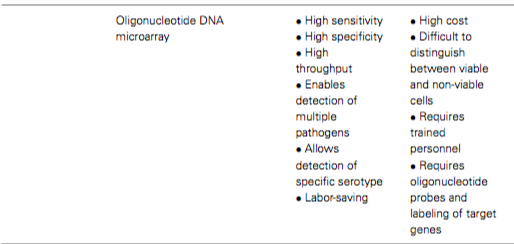 Oligonucleotide DNA
microarray
• High sensitivity
• High specificity
• High
throughput
• Enables
detection of
multiple
pathogens
• Allows
detection of
specific serotype
• Labor-saving
• High cost
• Difficult to
distinguish
between viable
and non-viable
cells
• Requires
trained
personnel
• Requires
oligonucleotide
probes and
labeling of target
genes